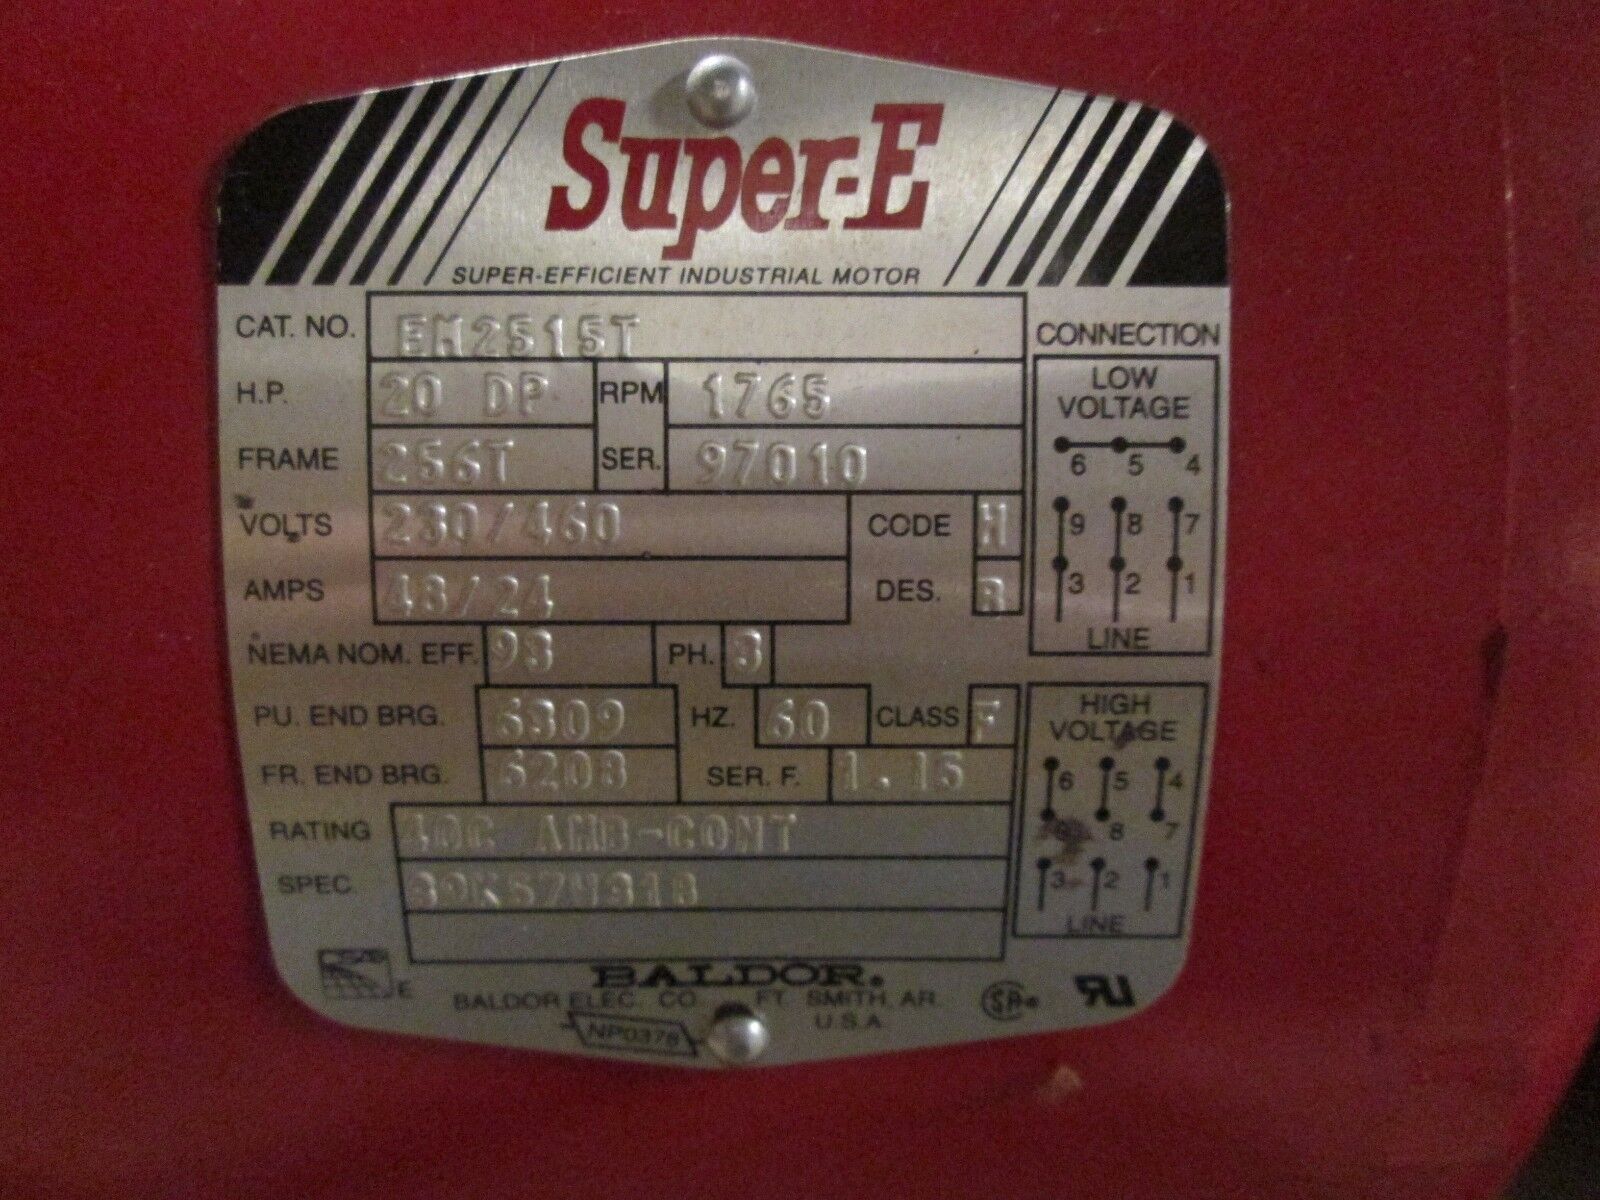 Super-E
SUPER-EFFICIENT INDUSTRIAL MOTOR
CAT. NO. EM2515T
H.P. 20 DP RPM 1765
FRAME 256T SER. 97010
VOLTS 230/460 CODE H
AMPS 48/24 DES. B
NEMA NOM. EFF. 93 PH. 3
PU. END BRG. 6309 HZ. 60 CLASS F
FR. END BRG. 6208 SER. F. 1.15
RATING 40C AMB-CONT
SPEC.
CONNECTION
LOW
VOLTAGE
6 5 4
9 8 7
3 2 1
LINE
HIGH
VOLTAGE
6 5 4
8 7
3 2 1
LINE
BALDOR.
BALDOR ELEC. CO. FT. SMITH, AR.
U.S.A.
NP0378
E